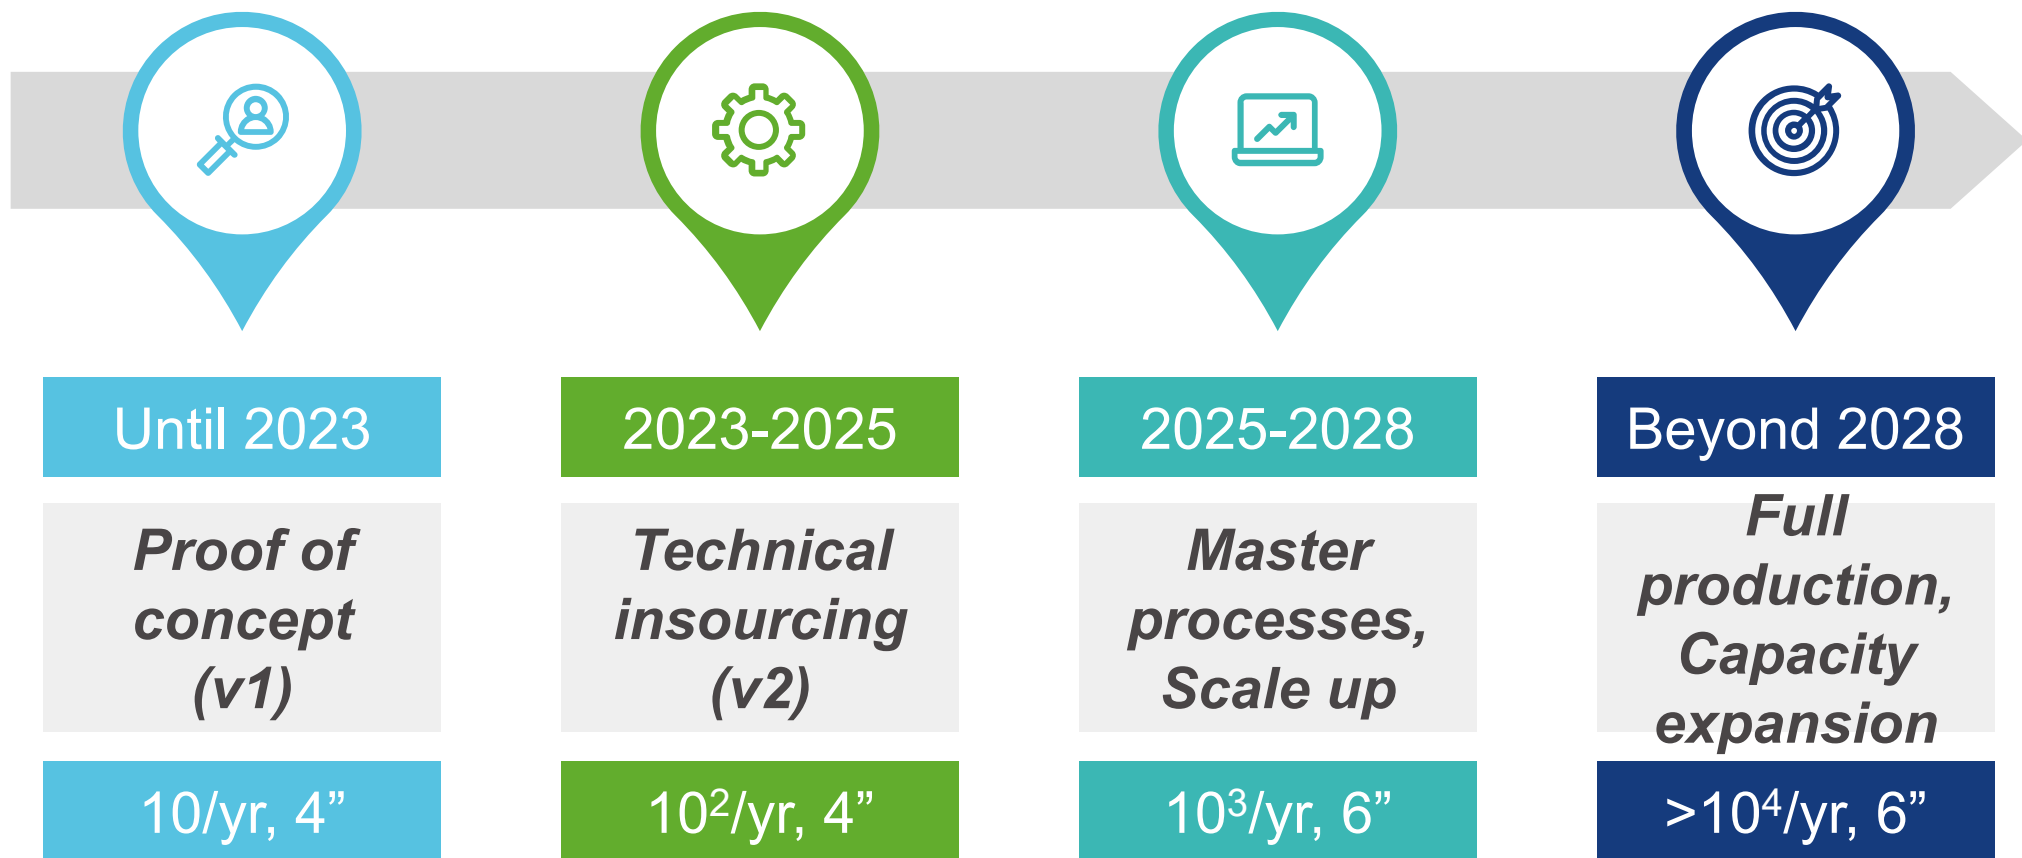 Until 2023
2023-2025
2025-2028
Beyond 2028
Proof of
concept
(v1)
Technical
insourcing
(v2)
Master
processes,
Scale up
Full
production,
Capacity
expansion
10/yr, 4”
10²/yr, 4”
10³/yr, 6”
>10⁴/yr, 6”